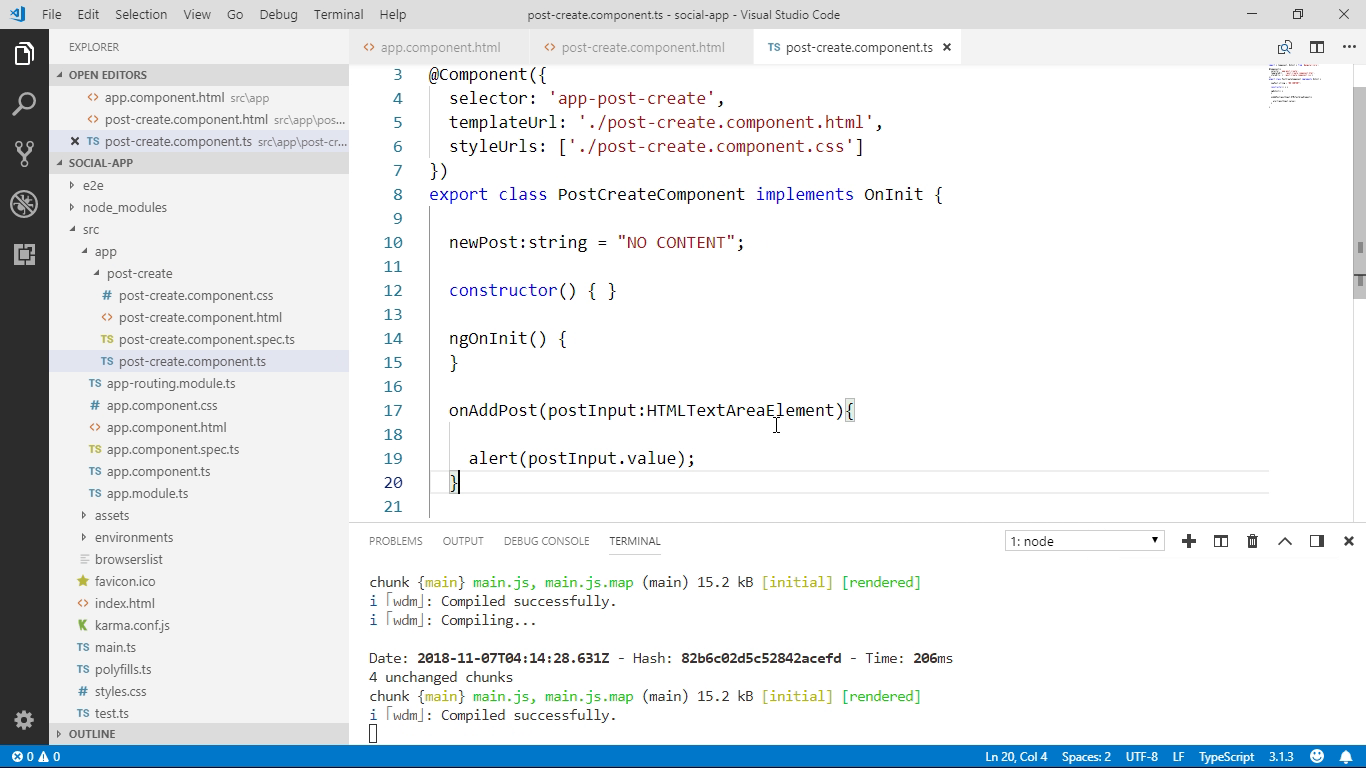 File Edit Selection View Go Debug Terminal Help
post-create.component.ts - social-app - Visual Studio Code
EXPLORER
OPEN EDITORS
app.component.html src\app
post-create.component.html src\app\pos...
TS post-create.component.ts src\app\post-cr...
SOCIAL-APP
e2e
node_modules
src
app
post-create
# post-create.component.css
<> post-create.component.html
TS post-create.component.spec.ts
TS post-create.component.ts
TS app-routing.module.ts
# app.component.css
<> app.component.html
TS app.component.spec.ts
TS app.component.ts
TS app.module.ts
assets
environments
browserslist
favicon.ico
<> index.html
karma.conf.js
TS main.ts
TS polyfills.ts
# styles.css
TS test.ts
OUTLINE
<> app.component.html
<> post-create.component.html
TS post-create.component.ts
3 @Component({
4 selector: 'app-post-create',
5 templateUrl: './post-create.component.html',
6 styleUrls: ['./post-create.component.css']
7 })
8 export class PostCreateComponent implements OnInit {
9
10 newPost:string = "NO CONTENT";
11
12 constructor() { }
13
14 ngOnInit() {
15 }
16
17 onAddPost(postInput:HTMLTextAreaElement){
18
19 alert(postInput.value);
20 }
21
PROBLEMS OUTPUT DEBUG CONSOLE TERMINAL
1: node
chunk {main} main.js, main.js.map (main) 15.2 kB [initial] [rendered]
i ｢wdm｣: Compiled successfully.
i ｢wdm｣: Compiling...
Date: 2018-11-07T04:14:28.631Z - Hash: 82b6c02d5c52842acefd - Time: 206ms
4 unchanged chunks
chunk {main} main.js, main.js.map (main) 15.2 kB [initial] [rendered]
i ｢wdm｣: Compiled successfully.
0 0
Ln 20, Col 4 Spaces: 2 UTF-8 LF TypeScript 3.1.3